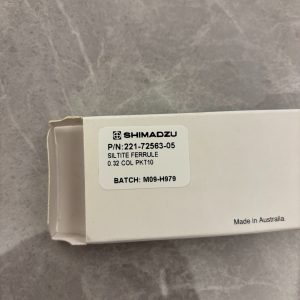 SHIMADZU
P/N:221-72563-05
SILTITE FERRULE
0.32 COL PKT10
BATCH: M09-H979
Made In Australia